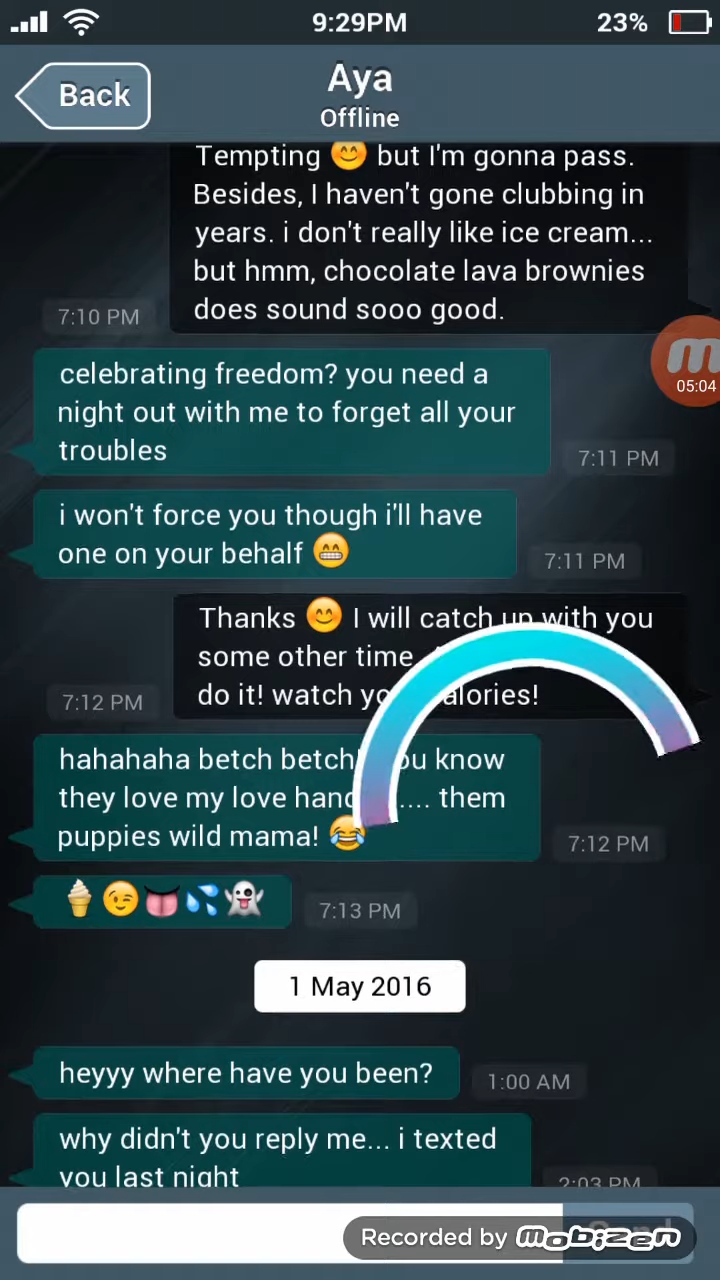 9:29PM
23%
Back
Aya
Offline
Tempting 😊 but I'm gonna pass.
Besides, I haven't gone clubbing in
years. i don't really like ice cream...
but hmm, chocolate lava brownies
does sound sooo good.
7:10 PM
05:04
celebrating freedom? you need a
night out with me to forget all your
troubles
7:11 PM
i won't force you though i'll have
one on your behalf 😁
7:11 PM
Thanks 😊 I will catch up with you
some other time.
do it! watch calories!
7:12 PM
hahahaha betch betch! you know
they love my love .... them
puppies wild mama! 😂
7:12 PM
🍦😉👅💦👻
7:13 PM
1 May 2016
heyyy where have you been?
1:00 AM
why didn't you reply me... i texted
you last night
2:03 PM
Recorded by mobizen